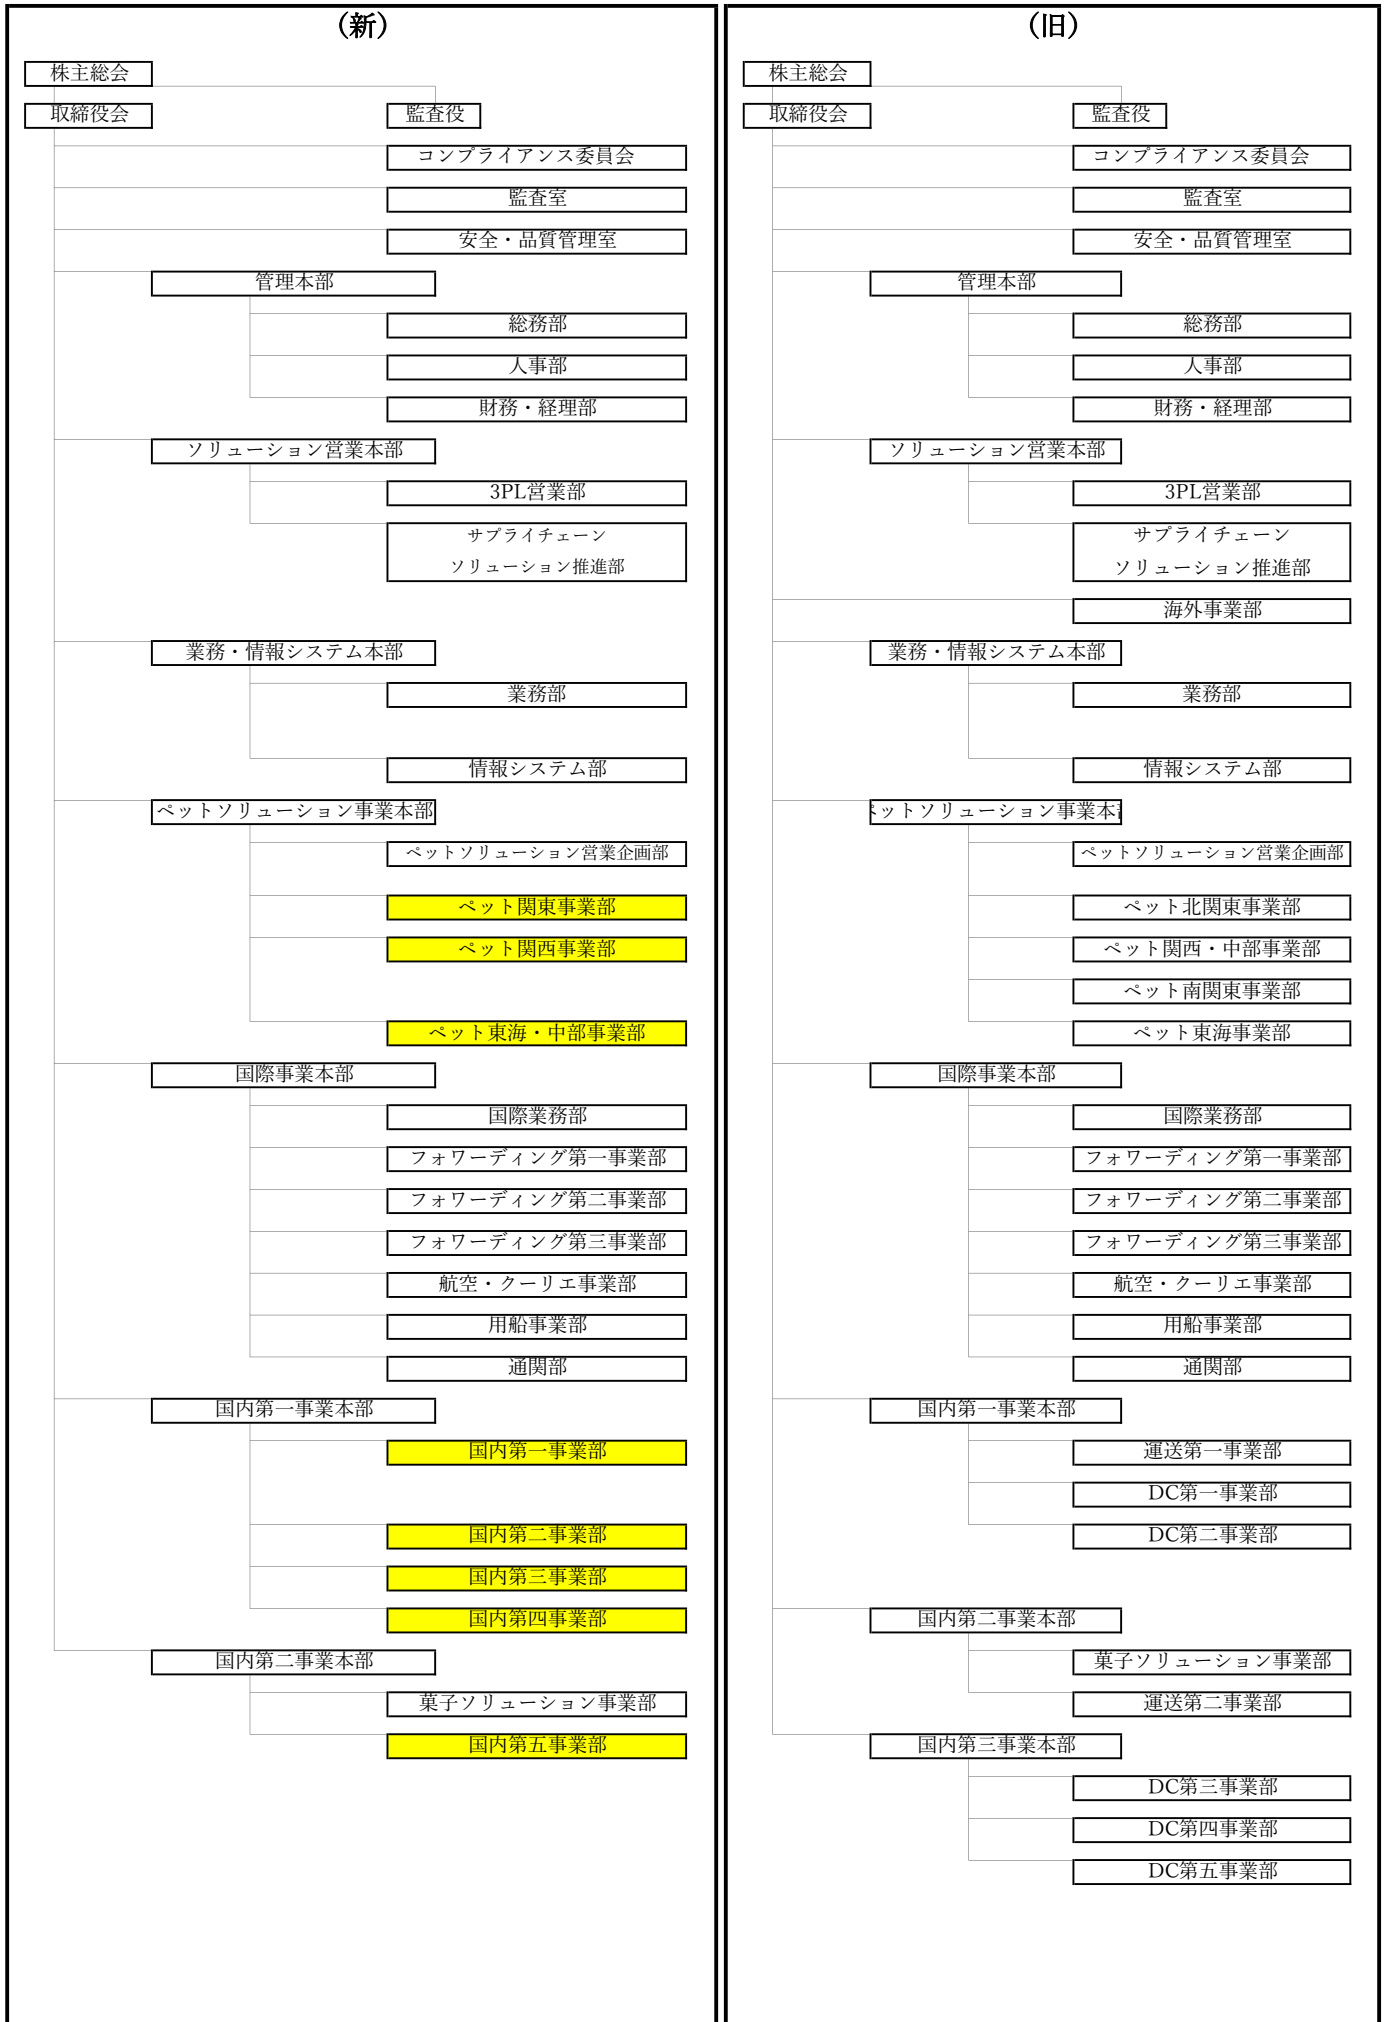 （新）
株主総会
取締役会
監査役
コンプライアンス委員会
監査室
安全・品質管理室
管理本部
総務部
人事部
財務・経理部
ソリューション営業本部
3PL営業部
サプライチェーン
ソリューション推進部
業務・情報システム本部
業務部
情報システム部
ペットソリューション事業本部
ペットソリューション営業企画部
ペット関東事業部
ペット関西事業部
ペット東海・中部事業部
国際事業本部
国際業務部
フォワーディング第一事業部
フォワーディング第二事業部
フォワーディング第三事業部
航空・クーリエ事業部
用船事業部
通関部
国内第一事業本部
国内第一事業部
国内第二事業部
国内第三事業部
国内第四事業部
国内第二事業本部
菓子ソリューション事業部
国内第五事業部
（旧）
株主総会
取締役会
監査役
コンプライアンス委員会
監査室
安全・品質管理室
管理本部
総務部
人事部
財務・経理部
ソリューション営業本部
3PL営業部
サプライチェーン
ソリューション推進部
海外事業部
業務・情報システム本部
業務部
情報システム部
ペットソリューション事業本部
ペットソリューション営業企画部
ペット北関東事業部
ペット関西・中部事業部
ペット南関東事業部
ペット東海事業部
国際事業本部
国際業務部
フォワーディング第一事業部
フォワーディング第二事業部
フォワーディング第三事業部
航空・クーリエ事業部
用船事業部
通関部
国内第一事業本部
運送第一事業部
DC第一事業部
DC第二事業部
国内第二事業本部
菓子ソリューション事業部
運送第二事業部
国内第三事業本部
DC第三事業部
DC第四事業部
DC第五事業部